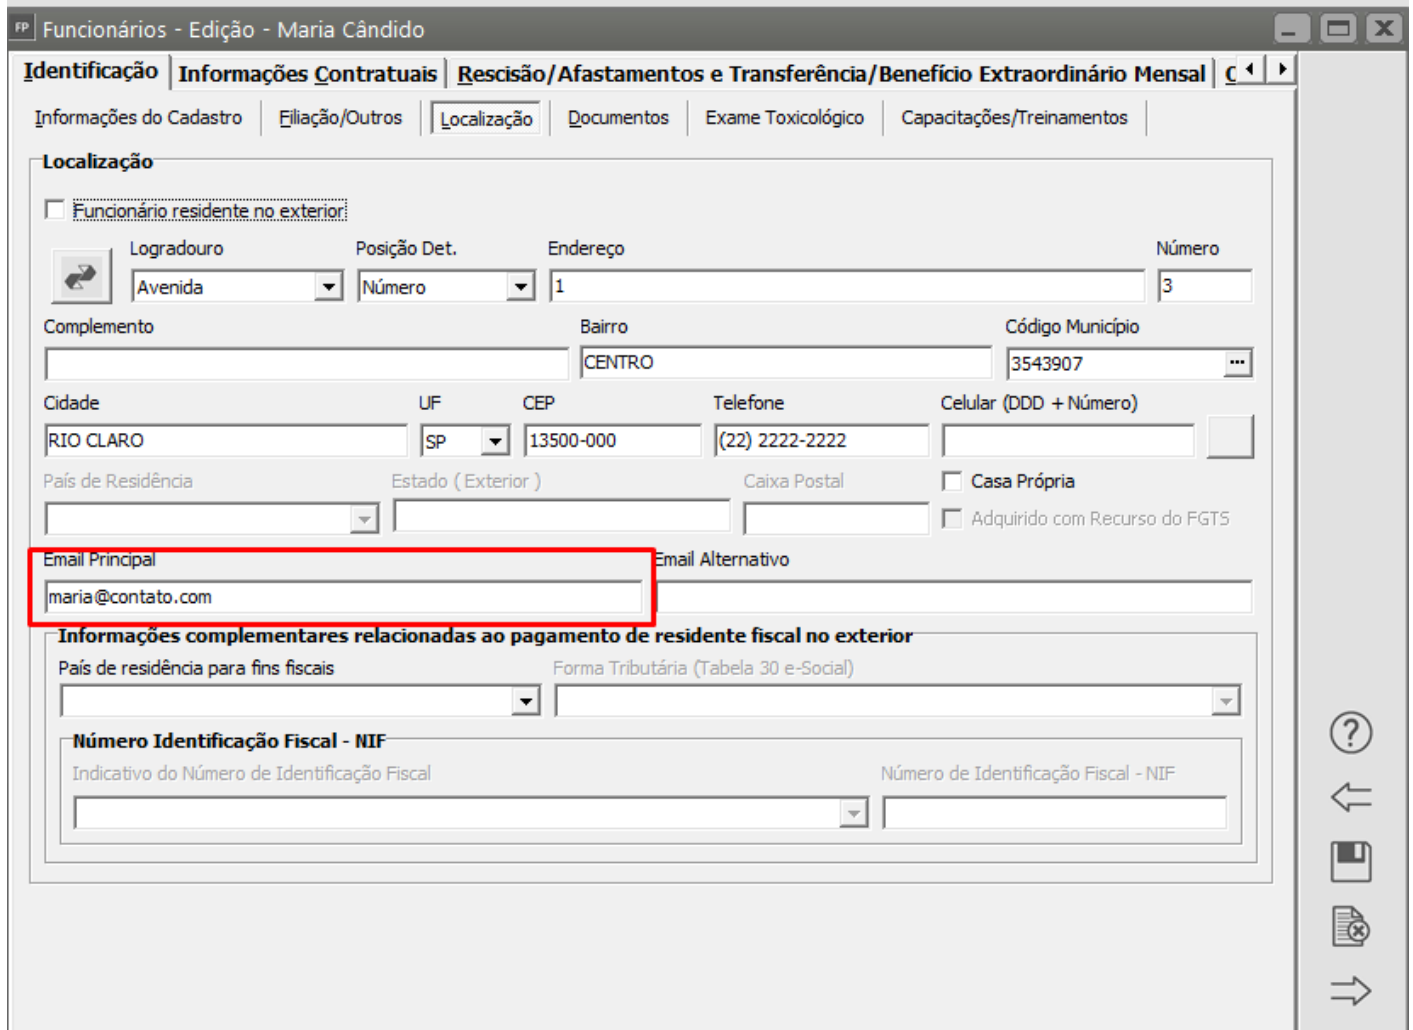 FP Funcionários - Edição - Maria Cândido
Identificação Informações Contratuais Rescisão/Afastamentos e Transferência/Benefício Extraordinário Mensal
Informações do Cadastro Filiação/Outros Localização Documentos Exame Toxicológico Capacitações/Treinamentos
Localização
Funcionário residente no exterior
Logradouro Posição Det. Endereço Número
Avenida Número 1 3
Complemento Bairro Código Município
CENTRO 3543907 ...
Cidade UF CEP Telefone Celular (DDD + Número)
RIO CLARO SP 13500-000 (22) 2222-2222
País de Residência Estado ( Exterior ) Caixa Postal Casa Própria
Adquirido com Recurso do FGTS
Email Principal Email Alternativo
maria@contato.com
Informações complementares relacionadas ao pagamento de residente fiscal no exterior
País de residência para fins fiscais Forma Tributária (Tabela 30 e-Social)
Número Identificação Fiscal - NIF
Indicativo do Número de Identificação Fiscal Número de Identificação Fiscal - NIF